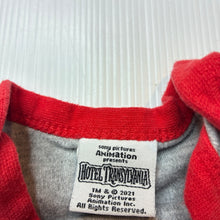 sony pictures
ANiMATiON
presents
HOTEL TRANSYLVANIA
TM & © 2021
Sony Pictures
Animation Inc.
All Rights Reserved.